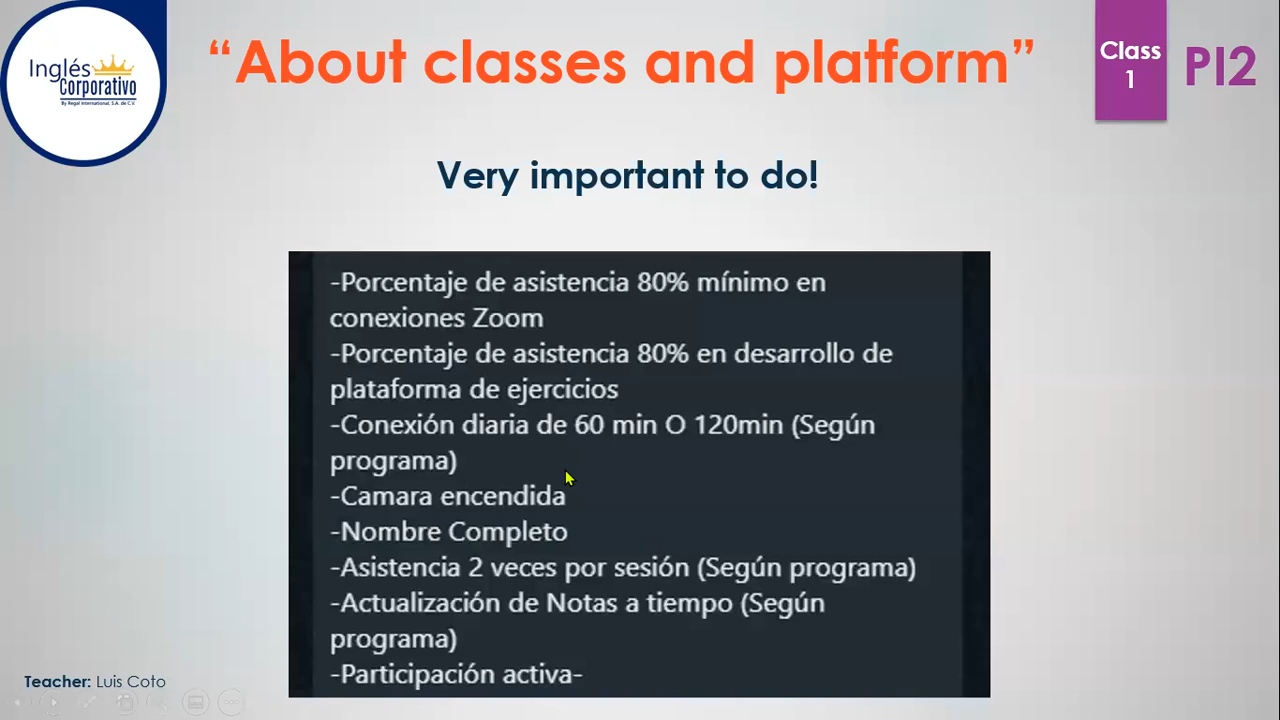 Inglés
Corporativo
By Regal International, S.A. de C.V.
“About classes and platform”
Class
1
PI2
Very important to do!
-Porcentaje de asistencia 80% mínimo en
conexiones Zoom
-Porcentaje de asistencia 80% en desarrollo de
plataforma de ejercicios
-Conexión diaria de 60 min O 120min (Según
programa)
-Camara encendida
-Nombre Completo
-Asistencia 2 veces por sesión (Según programa)
-Actualización de Notas a tiempo (Según
programa)
-Participación activa-
Teacher: Luis Coto